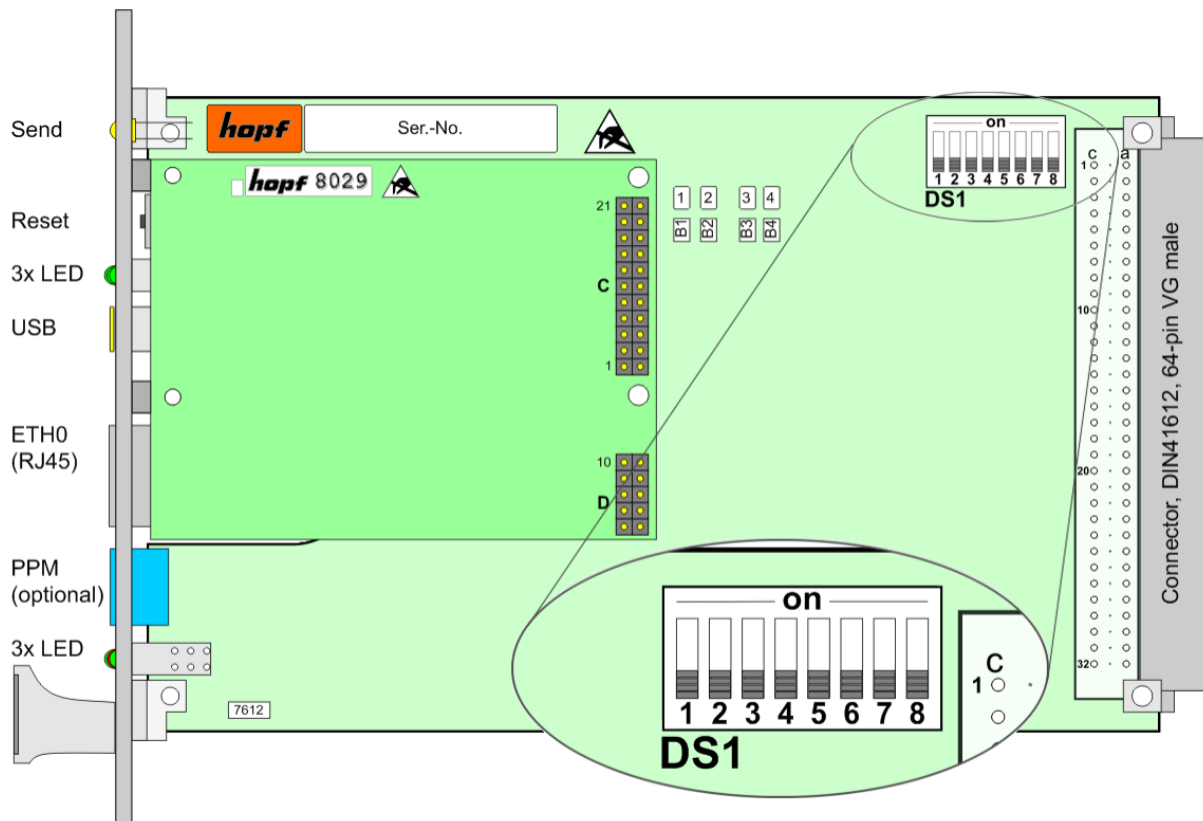 Send
Reset
3x LED
USB
ETH0
(RJ45)
PPM
(optional)
3x LED
hopf
Ser.-No.
hopf 8029
21
C
1
10
D
1 2 3 4
B1 B2 B3 B4
on
1 2 3 4 5 6 7 8
DS1
c a
1
10
20
32
Connector, DIN41612, 64-pin VG male
on
1 2 3 4 5 6 7 8
DS1
C
1
7612